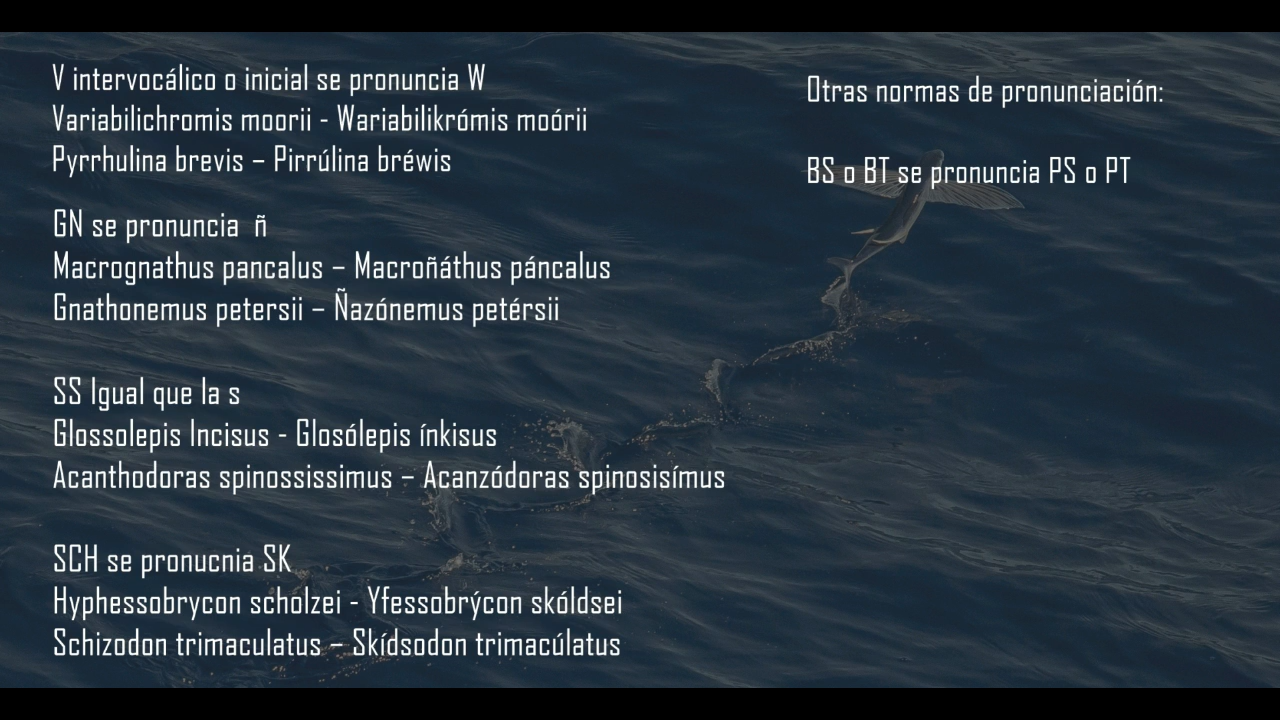 V intervocálico o inicial se pronuncia W
Variabilichromis moorii - Wariabilikrómis moórii
Pyrrhulina brevis – Pirrúlina bréwis
GN se pronuncia ñ
Macrognathus pancalus – Macroñáthus páncalus
Gnathonemus petersii – Ñazónemus petérsii
SS Igual que la s
Glossolepis Incisus - Glosólepis ínkisus
Acanthodoras spinossissimus – Acanzódoras spinosisímus
SCH se pronucnia SK
Hyphessobrycon scholzei - Yfessobrýcon skóldsei
Schizodon trimaculatus – Skídsodon trimacúlatus
Otras normas de pronunciación:
BS o BT se pronuncia PS o PT